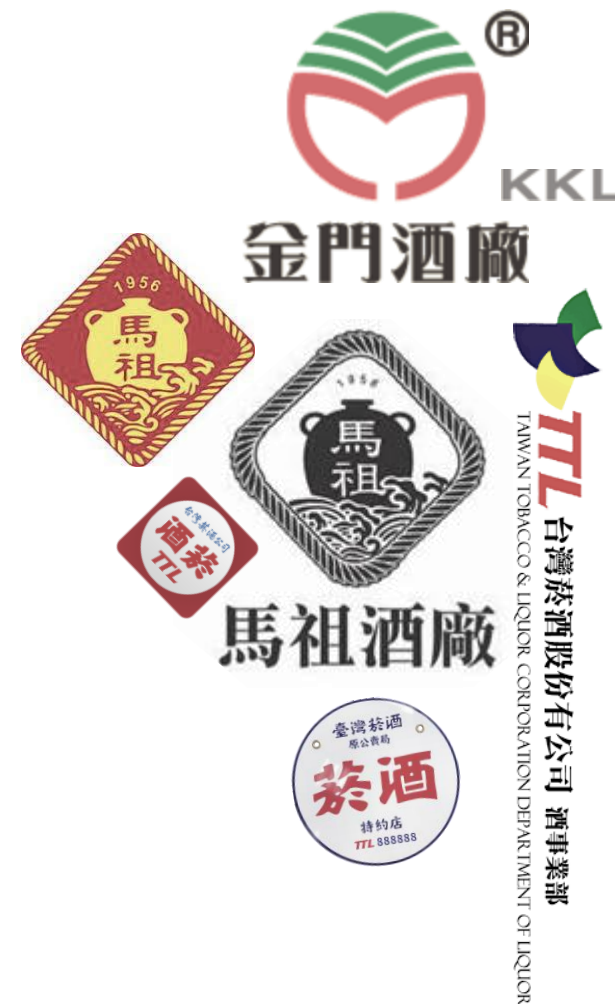 ®
KKL
金門酒廠
1956
馬祖
1956
馬祖
馬祖酒廠
台灣菸酒公司
酒菸
TTL
TTL 台灣菸酒股份有限公司 酒事業部
TAIWAN TOBACCO & LIQUOR CORPORATION DEPARTMENT OF LIQUOR
臺灣菸酒
原公賣局
菸酒
特約店
TTL 888888